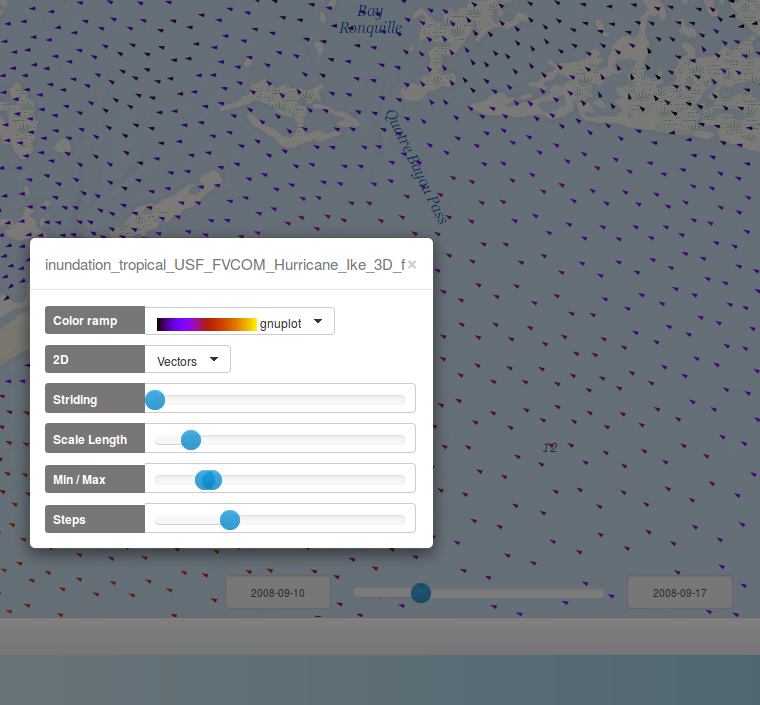 Bay
Ronquille
Quatre Bayou Pass
inundation_tropical_USF_FVCOM_Hurricane_Ike_3D_f ×
Color ramp gnuplot
2D Vectors
Striding
Scale Length
12
Min / Max
Steps
2008-09-10 2008-09-17